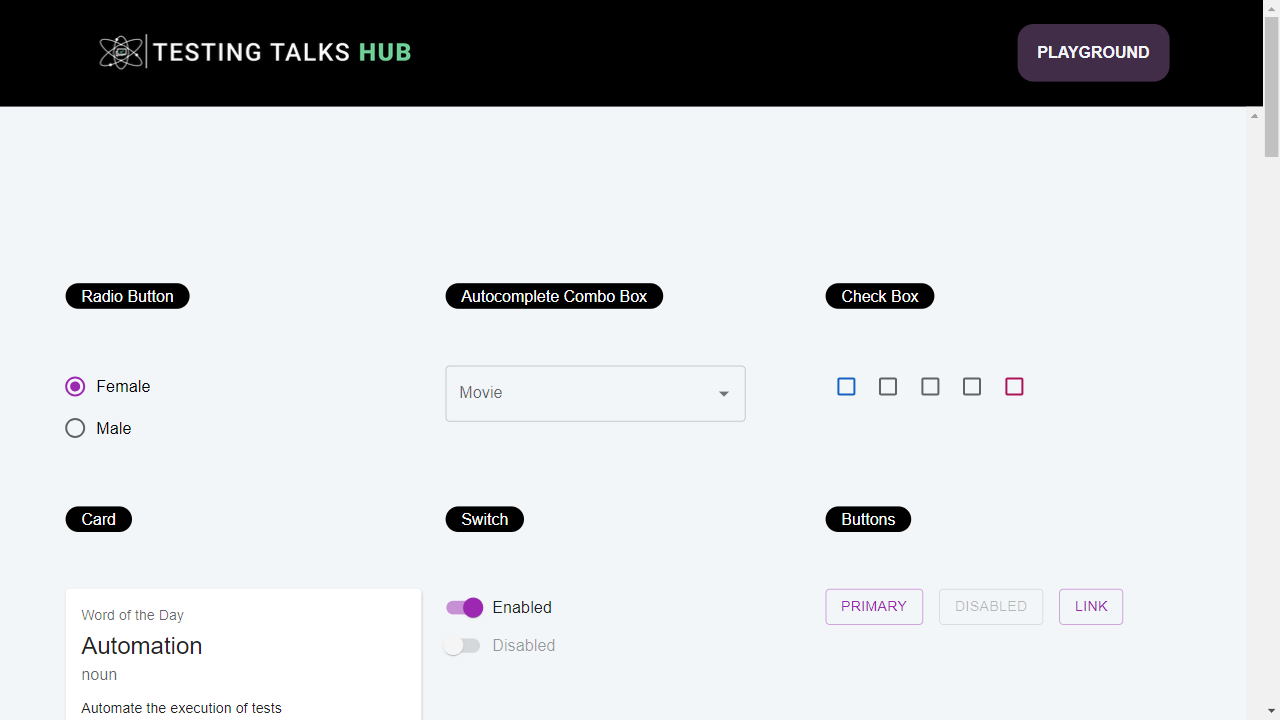 TESTING TALKS HUB
PLAYGROUND
Radio Button
Autocomplete Combo Box
Check Box
Female
Male
Movie
Card
Switch
Buttons
Word of the Day
Automation
noun
Automate the execution of tests
Enabled
Disabled
PRIMARY
DISABLED
LINK